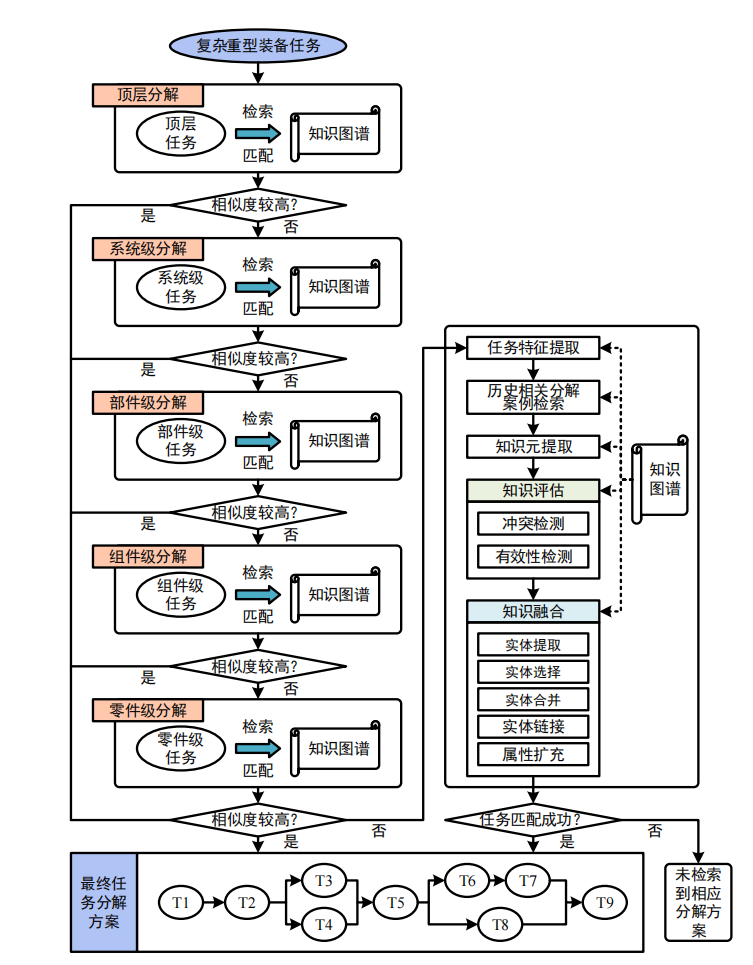 复杂重型装备任务
顶层分解
顶层
任务
检索
匹配
知识图谱
相似度较高?
是
否
系统级分解
系统级
任务
检索
匹配
知识图谱
相似度较高?
是
否
部件级分解
部件级
任务
检索
匹配
知识图谱
相似度较高?
是
否
组件级分解
组件级
任务
检索
匹配
知识图谱
相似度较高?
是
否
零件级分解
零件级
任务
检索
匹配
知识图谱
相似度较高?
是
否
任务特征提取
历史相关分解
案例检索
知识元提取
知识评估
冲突检测
有效性检测
知识融合
实体提取
实体选择
实体合并
实体链接
属性扩充
知识
图谱
任务匹配成功?
是
否
未检索
到相应
分解方
案
最终任
务分解
方案
T1
T2
T3
T4
T5
T6
T7
T8
T9